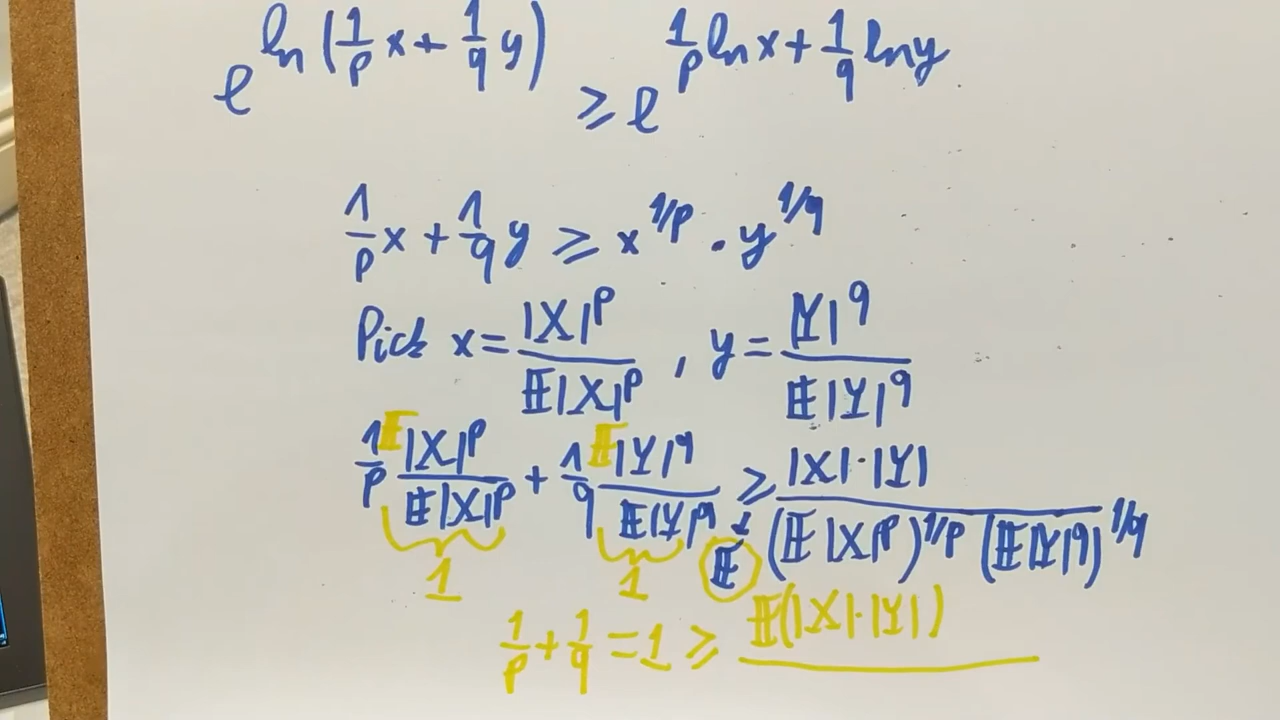 e^{ln(1/p x + 1/q y)} ≥ e^{1/p ln x + 1/q ln y}
1/p x + 1/q y ≥ x^{1/p} · y^{1/q}
Pick x = |X|^p / 𝔼|X|^p , y = |Y|^q / 𝔼|Y|^q
1/p 𝔼|X|^p / 𝔼|X|^p + 1/q 𝔼|Y|^q / 𝔼|Y|^q ≥ |X|·|Y| / (𝔼|X|^p)^{1/p} (𝔼|Y|^q)^{1/q}
1 1 𝔼
1/p + 1/q = 1 ≥ 𝔼(|X|·|Y|)